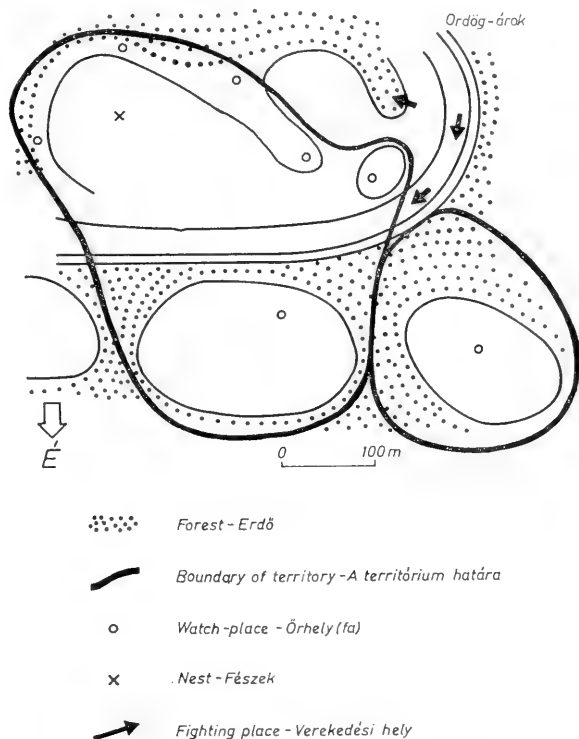 Ördög-árok
É
0 100 m
Forest - Erdő
Boundary of territory - A territórium határa
Watch-place - Őrhely (fa)
Nest - Fészek
Fighting place - Verekedési hely